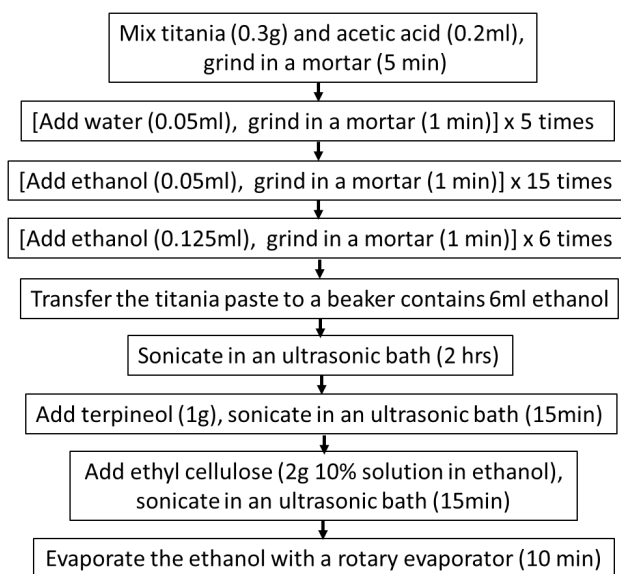 Mix titania (0.3g) and acetic acid (0.2ml),
grind in a mortar (5 min)
[Add water (0.05ml), grind in a mortar (1 min)] x 5 times
[Add ethanol (0.05ml), grind in a mortar (1 min)] x 15 times
[Add ethanol (0.125ml), grind in a mortar (1 min)] x 6 times
Transfer the titania paste to a beaker contains 6ml ethanol
Sonicate in an ultrasonic bath (2 hrs)
Add terpineol (1g), sonicate in an ultrasonic bath (15min)
Add ethyl cellulose (2g 10% solution in ethanol),
sonicate in an ultrasonic bath (15min)
Evaporate the ethanol with a rotary evaporator (10 min)